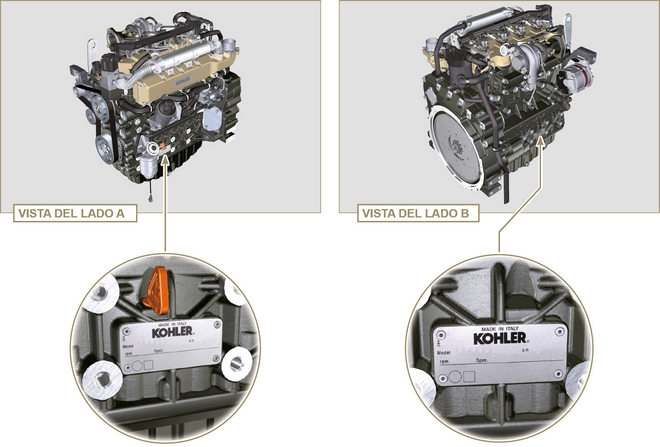 VISTA DEL LADO A
VISTA DEL LADO B
MADE IN ITALY
KOHLER®
Model
s/n
rpm
Spec.
MADE IN ITALY
KOHLER®
Model
s/n
rpm
Spec.